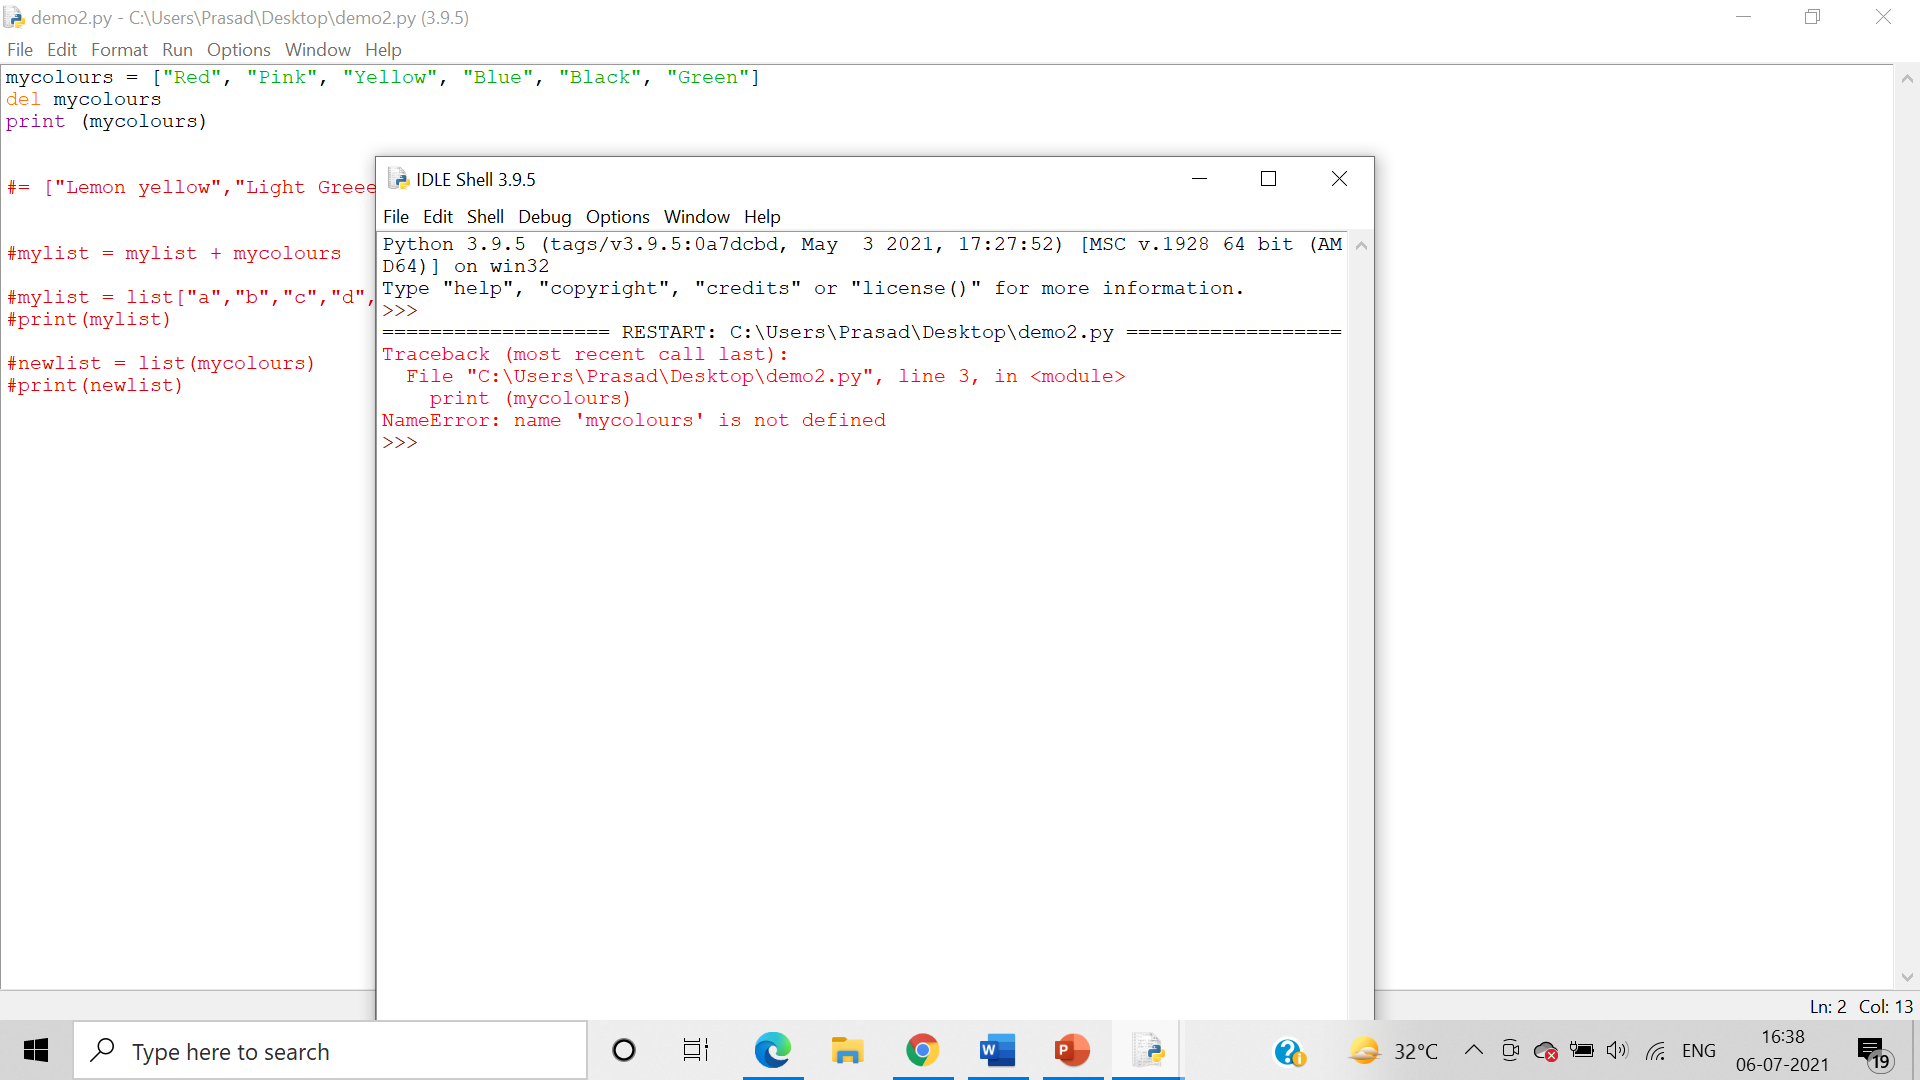 demo2.py - C:\Users\Prasad\Desktop\demo2.py (3.9.5)
File Edit Format Run Options Window Help
mycolours = ["Red", "Pink", "Yellow", "Blue", "Black", "Green"]
del mycolours
print (mycolours)
#= ["Lemon yellow","Light Greee
#mylist = mylist + mycolours
#mylist = list["a","b","c","d",
#print(mylist)
#newlist = list(mycolours)
#print(newlist)
IDLE Shell 3.9.5
File Edit Shell Debug Options Window Help
Python 3.9.5 (tags/v3.9.5:0a7dcbd, May  3 2021, 17:27:52) [MSC v.1928 64 bit (AM
D64)] on win32
Type "help", "copyright", "credits" or "license()" for more information.
>>>
=================== RESTART: C:\Users\Prasad\Desktop\demo2.py ==================
Traceback (most recent call last):
  File "C:\Users\Prasad\Desktop\demo2.py", line 3, in <module>
    print (mycolours)
NameError: name 'mycolours' is not defined
>>>
Ln: 2 Col: 13
Type here to search
32°C
ENG
16:38
06-07-2021
19